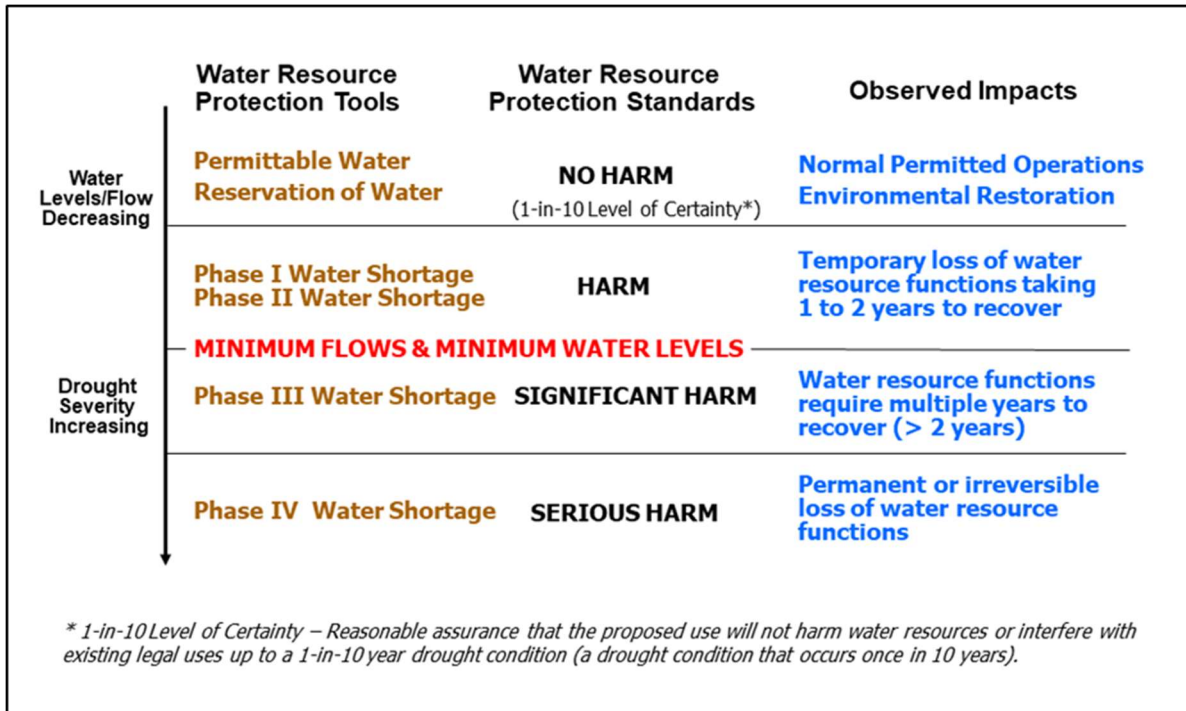 Water Resource
Protection Tools
Water Resource
Protection Standards
Observed Impacts
Water
Levels/Flow
Decreasing
Permittable Water
Reservation of Water
NO HARM
(1-in-10 Level of Certainty*)
Normal Permitted Operations
Environmental Restoration
Phase I Water Shortage
Phase II Water Shortage
HARM
Temporary loss of water
resource functions taking
1 to 2 years to recover
MINIMUM FLOWS & MINIMUM WATER LEVELS
Drought
Severity
Increasing
Phase III Water Shortage
SIGNIFICANT HARM
Water resource functions
require multiple years to
recover (> 2 years)
Phase IV Water Shortage
SERIOUS HARM
Permanent or irreversible
loss of water resource
functions
* 1-in-10 Level of Certainty – Reasonable assurance that the proposed use will not harm water resources or interfere with
existing legal uses up to a 1-in-10 year drought condition (a drought condition that occurs once in 10 years).